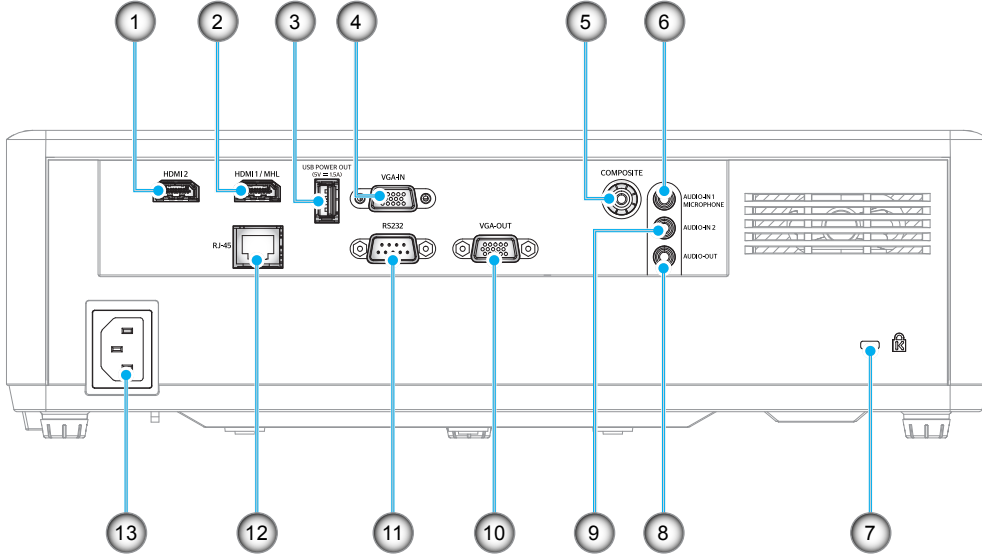 1
2
3
4
5
6
HDMI 2
HDMI 1 / MHL
USB POWER OUT
(5V ⎓ 1.5A)
VGA-IN
COMPOSITE
AUDIO-IN 1
MICROPHONE
AUDIO-IN 2
AUDIO-OUT
RJ-45
RS232
VGA-OUT
K
13
12
11
10
9
8
7